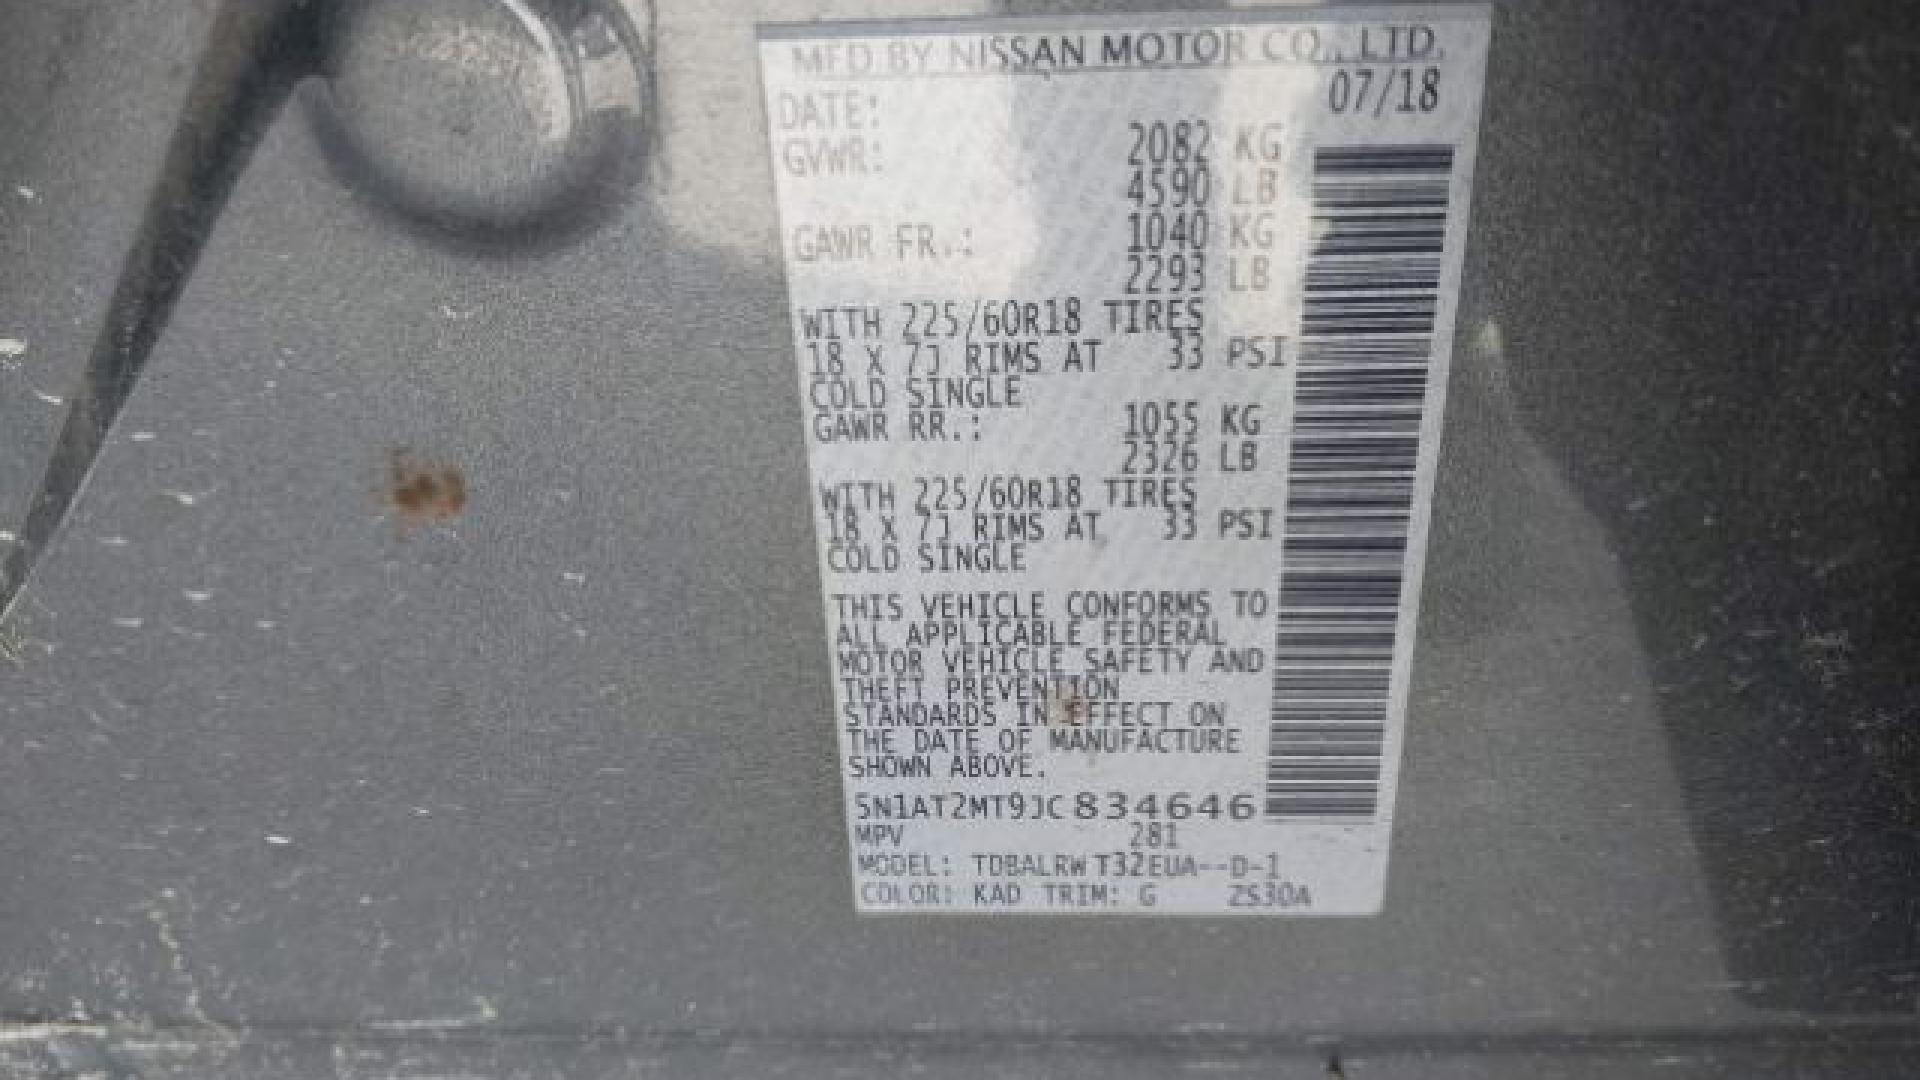 MFD BY NISSAN MOTOR CO., LTD.
DATE: 07/18
GVWR: 2082 KG
4590 LB
GAWR FR.: 1040 KG
2293 LB
WITH 225/60R18 TIRES
18 X 7J RIMS AT 33 PSI
COLD SINGLE
GAWR RR.: 1055 KG
2326 LB
WITH 225/60R18 TIRES
18 X 7J RIMS AT 33 PSI
COLD SINGLE
THIS VEHICLE CONFORMS TO
ALL APPLICABLE FEDERAL
MOTOR VEHICLE SAFETY AND
THEFT PREVENTION
STANDARDS IN EFFECT ON
THE DATE OF MANUFACTURE
SHOWN ABOVE.
5N1AT2MT9JC834646
MPV 281
MODEL: TDBALRW T32EUA--D-1
COLOR: KAD TRIM: G ZS30A